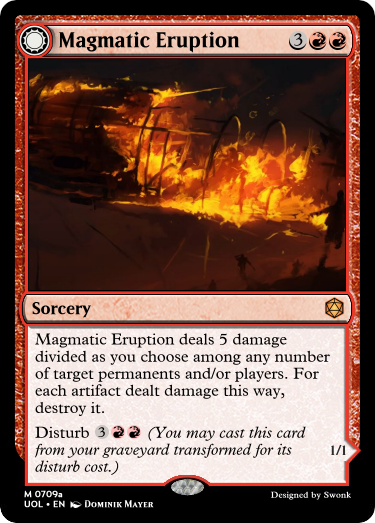 Magmatic Eruption 3
Sorcery
Magmatic Eruption deals 5 damage
divided as you choose among any number
of target permanents and/or players. For
each artifact dealt damage this way,
destroy it.
Disturb 3 (You may cast this card
from your graveyard transformed for its
disturb cost.)
1/1
M 0709a
UOL • EN Dominik Mayer
Designed by Swonk